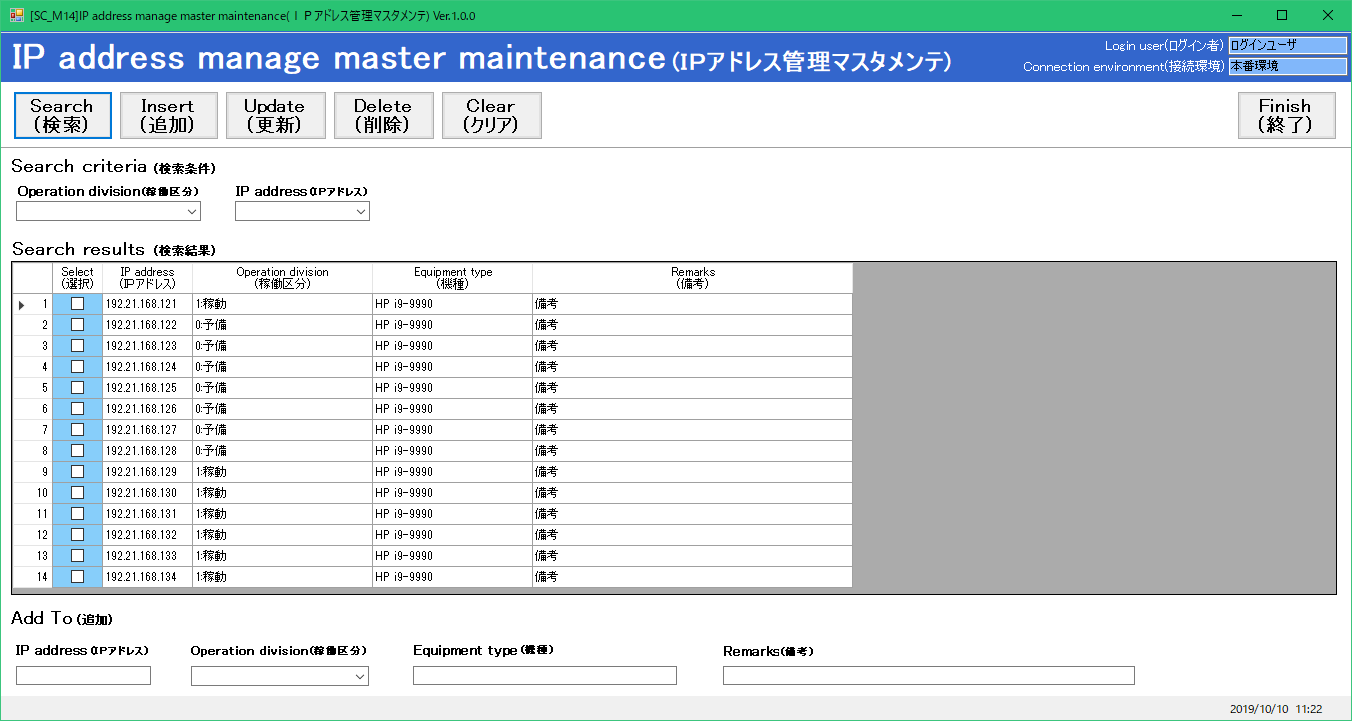 [SC_M14]IP address manage master maintenance(ＩＰアドレス管理マスタメンテ) Ver.1.0.0
IP address manage master maintenance (IPアドレス管理マスタメンテ)
Login user(ログイン者) ログインユーザ
Connection environment(接続環境) 本番環境
Search Insert Update Delete Clear Finish
(検索) (追加) (更新) (削除) (クリア) (終了)
Search criteria (検索条件)
Operation division(稼働区分) IP address(IPアドレス)
Search results (検索結果)
Select IP address Operation division Equipment type Remarks
(選択) (IPアドレス) (稼働区分) (機種) (備考)
1 192.21.168.121 1:稼動 HP i9-9990 備考
2 192.21.168.122 0:予備 HP i9-9990 備考
3 192.21.168.123 0:予備 HP i9-9990 備考
4 192.21.168.124 0:予備 HP i9-9990 備考
5 192.21.168.125 0:予備 HP i9-9990 備考
6 192.21.168.126 0:予備 HP i9-9990 備考
7 192.21.168.127 0:予備 HP i9-9990 備考
8 192.21.168.128 0:予備 HP i9-9990 備考
9 192.21.168.129 1:稼動 HP i9-9990 備考
10 192.21.168.130 1:稼動 HP i9-9990 備考
11 192.21.168.131 1:稼動 HP i9-9990 備考
12 192.21.168.132 1:稼動 HP i9-9990 備考
13 192.21.168.133 1:稼動 HP i9-9990 備考
14 192.21.168.134 1:稼動 HP i9-9990 備考
Add To (追加)
IP address(IPアドレス) Operation division(稼働区分) Equipment type(機種) Remarks(備考)
2019/10/10 11:22